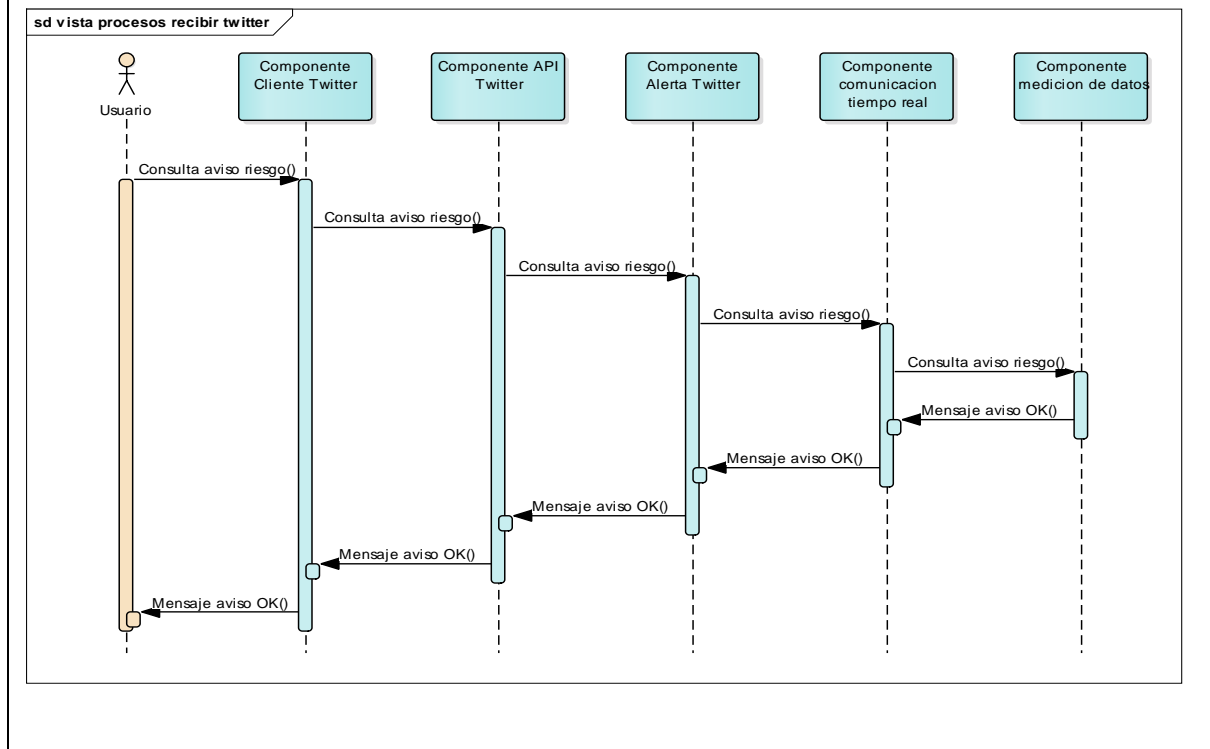 sd vista procesos recibir twitter
Usuario
Componente
Cliente Twitter
Componente API
Twitter
Componente
Alerta Twitter
Componente
comunicacion
tiempo real
Componente
medicion de datos
Consulta aviso riesgo()
Consulta aviso riesgo()
Consulta aviso riesgo()
Consulta aviso riesgo()
Consulta aviso riesgo()
Mensaje aviso OK()
Mensaje aviso OK()
Mensaje aviso OK()
Mensaje aviso OK()
Mensaje aviso OK()